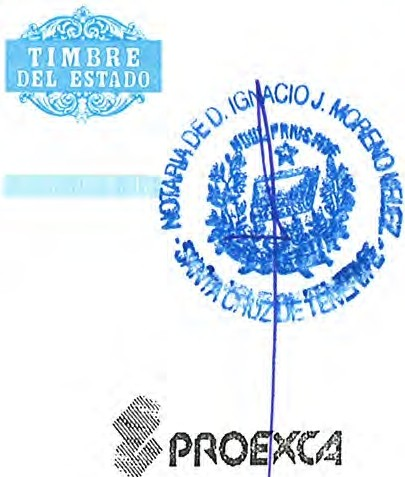 TIMBRE
DEL ESTADO
NOTARIA DE D. IGNACIO J. MORENO VELEZ
SANTA CRUZ DE TENERIFE
PROEXCA